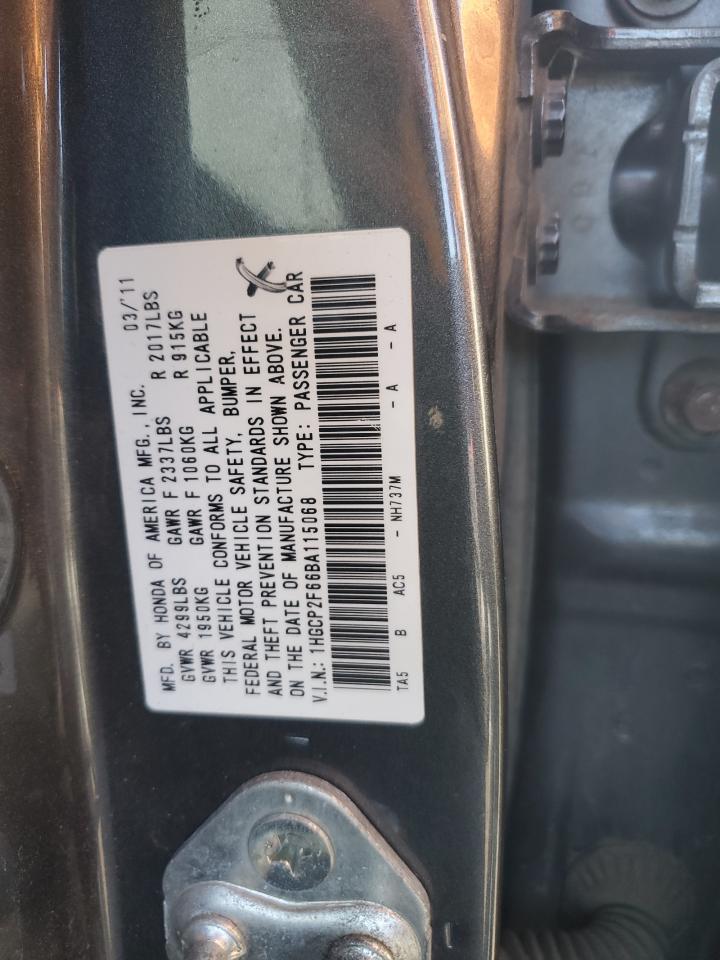 MFD. BY HONDA OF AMERICA MFG., INC. 03/'11
GVWR 4299LBS GAWR F 2337LBS R 2017LBS
GVWR 1950KG GAWR F 1060KG R 915KG
THIS VEHICLE CONFORMS TO ALL APPLICABLE
FEDERAL MOTOR VEHICLE SAFETY, BUMPER,
AND THEFT PREVENTION STANDARDS IN EFFECT
ON THE DATE OF MANUFACTURE SHOWN ABOVE.
V.I.N.: 1HGCP2F66BA115068 TYPE: PASSENGER CAR
TA5 B AC5 - NH737M - A - A